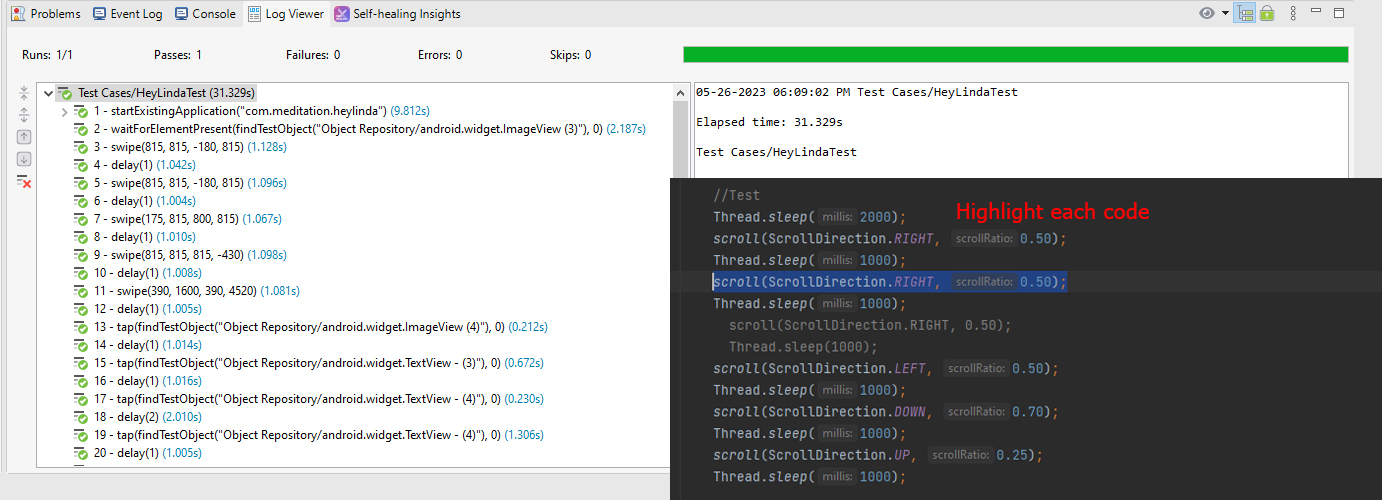 Problems Event Log Console Log Viewer Self-healing Insights
Runs: 1/1 Passes: 1 Failures: 0 Errors: 0 Skips: 0
Test Cases/HeyLindaTest (31.329s)
1 - startExistingApplication("com.meditation.heylinda") (9.812s)
2 - waitForElementPresent(findTestObject("Object Repository/android.widget.ImageView (3)"), 0) (2.187s)
3 - swipe(815, 815, -180, 815) (1.128s)
4 - delay(1) (1.042s)
5 - swipe(815, 815, -180, 815) (1.096s)
6 - delay(1) (1.004s)
7 - swipe(175, 815, 800, 815) (1.067s)
8 - delay(1) (1.010s)
9 - swipe(815, 815, 815, -430) (1.098s)
10 - delay(1) (1.008s)
11 - swipe(390, 1600, 390, 4520) (1.081s)
12 - delay(1) (1.005s)
13 - tap(findTestObject("Object Repository/android.widget.ImageView (4)"), 0) (0.212s)
14 - delay(1) (1.014s)
15 - tap(findTestObject("Object Repository/android.widget.TextView - (3)"), 0) (0.672s)
16 - delay(1) (1.016s)
17 - tap(findTestObject("Object Repository/android.widget.TextView - (4)"), 0) (0.230s)
18 - delay(2) (2.010s)
19 - tap(findTestObject("Object Repository/android.widget.TextView - (4)"), 0) (1.306s)
20 - delay(1) (1.005s)
05-26-2023 06:09:02 PM Test Cases/HeyLindaTest
Elapsed time: 31.329s
Test Cases/HeyLindaTest
//Test
Highlight each code
Thread.sleep( millis: 2000);
scroll(ScrollDirection.RIGHT, scrollRatio: 0.50);
Thread.sleep( millis: 1000);
scroll(ScrollDirection.RIGHT, scrollRatio: 0.50);
Thread.sleep( millis: 1000);
scroll(ScrollDirection.RIGHT, 0.50);
Thread.sleep(1000);
scroll(ScrollDirection.LEFT, scrollRatio: 0.50);
Thread.sleep( millis: 1000);
scroll(ScrollDirection.DOWN, scrollRatio: 0.70);
Thread.sleep( millis: 1000);
scroll(ScrollDirection.UP, scrollRatio: 0.25);
Thread.sleep( millis: 1000);